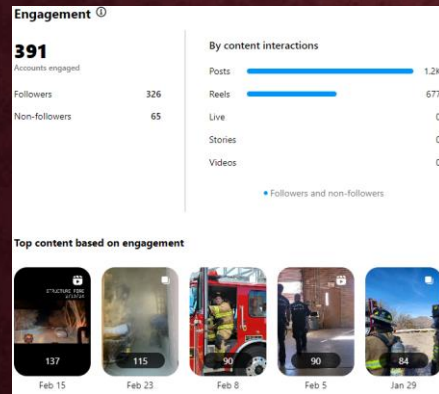 Engagement
391
Accounts engaged
Followers 326
Non-followers 65
By content interactions
Posts 1.2K
Reels 677
Live 0
Stories 0
Videos 0
Followers and non-followers
Top content based on engagement
STRUCTURE FIRE
137 115 90 90 84
Feb 15 Feb 23 Feb 8 Feb 5 Jan 29